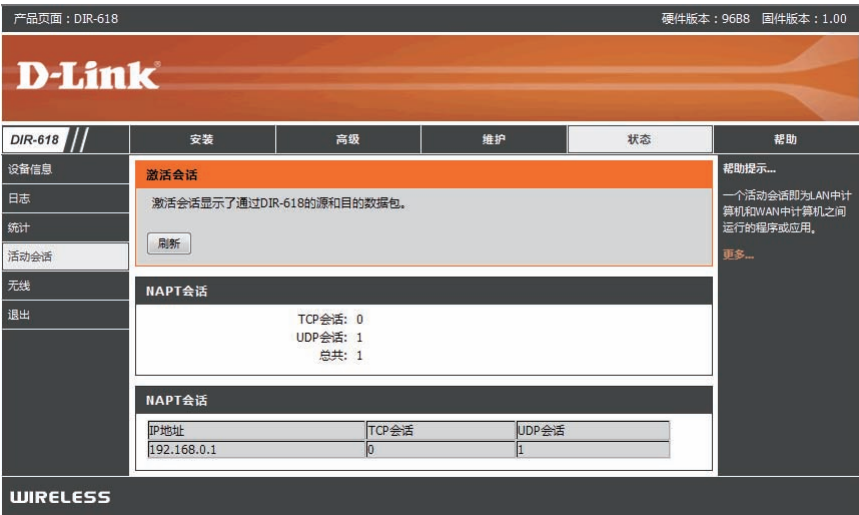 产品页面：DIR-618
硬件版本：96B8 固件版本：1.00
D-Link
DIR-618
安装
高级
维护
状态
帮助
设备信息
日志
统计
活动会话
无线
退出
激活会话
激活会话显示了通过DIR-618的源和目的数据包。
刷新
NAPT会话
TCP会话: 0
UDP会话: 1
总共: 1
NAPT会话
IP地址 TCP会话 UDP会话
192.168.0.1 0 1
帮助提示...
一个活动会话即为LAN中计
算机和WAN中计算机之间
运行的程序或应用。
更多...
WIRELESS